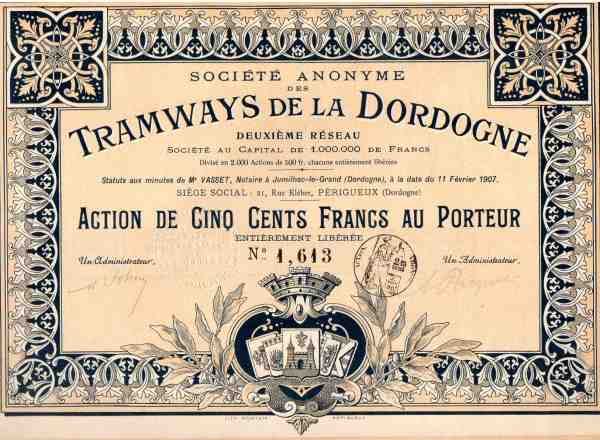 SOCIÉTÉ ANONYME
DES
TRAMWAYS DE LA DORDOGNE
DEUXIÈME RÉSEAU
SOCIÉTÉ AU CAPITAL DE 1.000.000 DE FRANCS
Divisé en 2.000 Actions de 500 fr. chacune entièrement libérées
Statuts aux minutes de Me VASSET, Notaire à Jumilhac-le-Grand (Dordogne), à la date du 11 Février 1907.
SIÈGE SOCIAL : 21, Rue Kléber, PÉRIGUEUX (Dordogne)
ACTION DE CINQ CENTS FRANCS AU PORTEUR
ENTIÈREMENT LIBÉRÉE
No 1,613
Un Administrateur,
Un Administrateur,